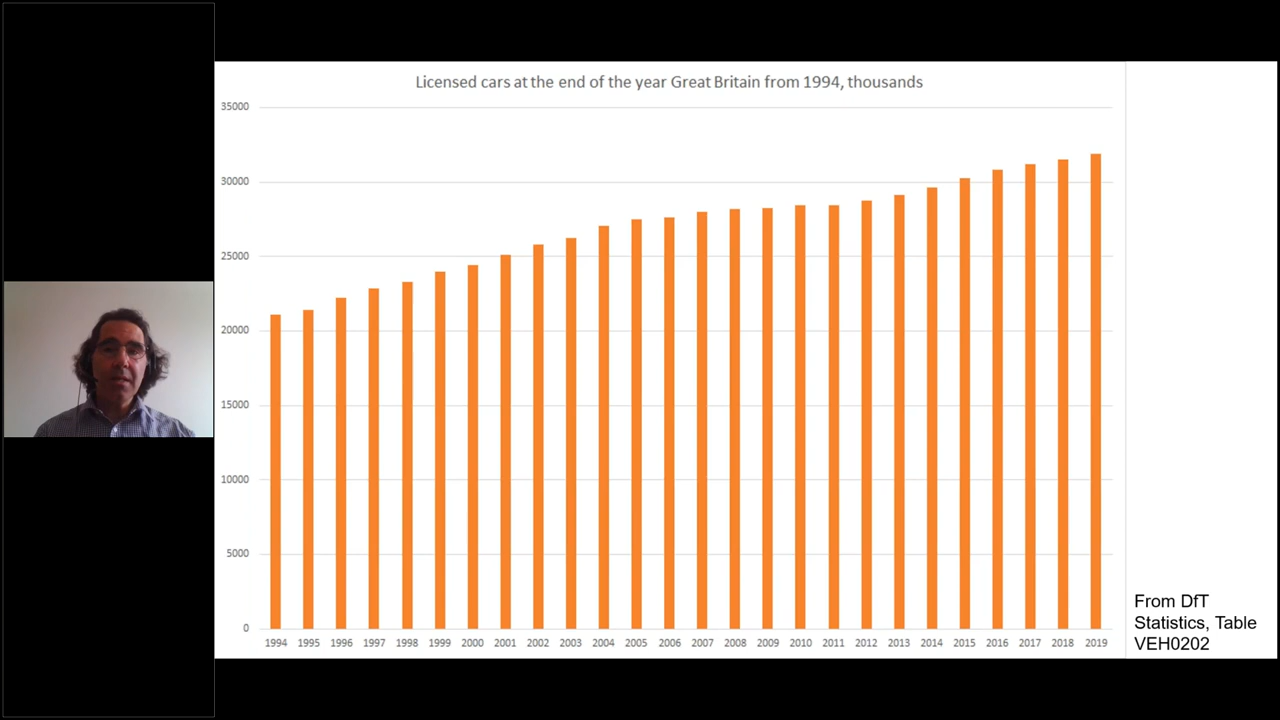 Licensed cars at the end of the year Great Britain from 1994, thousands
35000
30000
25000
20000
15000
10000
5000
0
1994 1995 1996 1997 1998 1999 2000 2001 2002 2003 2004 2005 2006 2007 2008 2009 2010 2011 2012 2013 2014 2015 2016 2017 2018 2019
From DfT
Statistics, Table
VEH0202